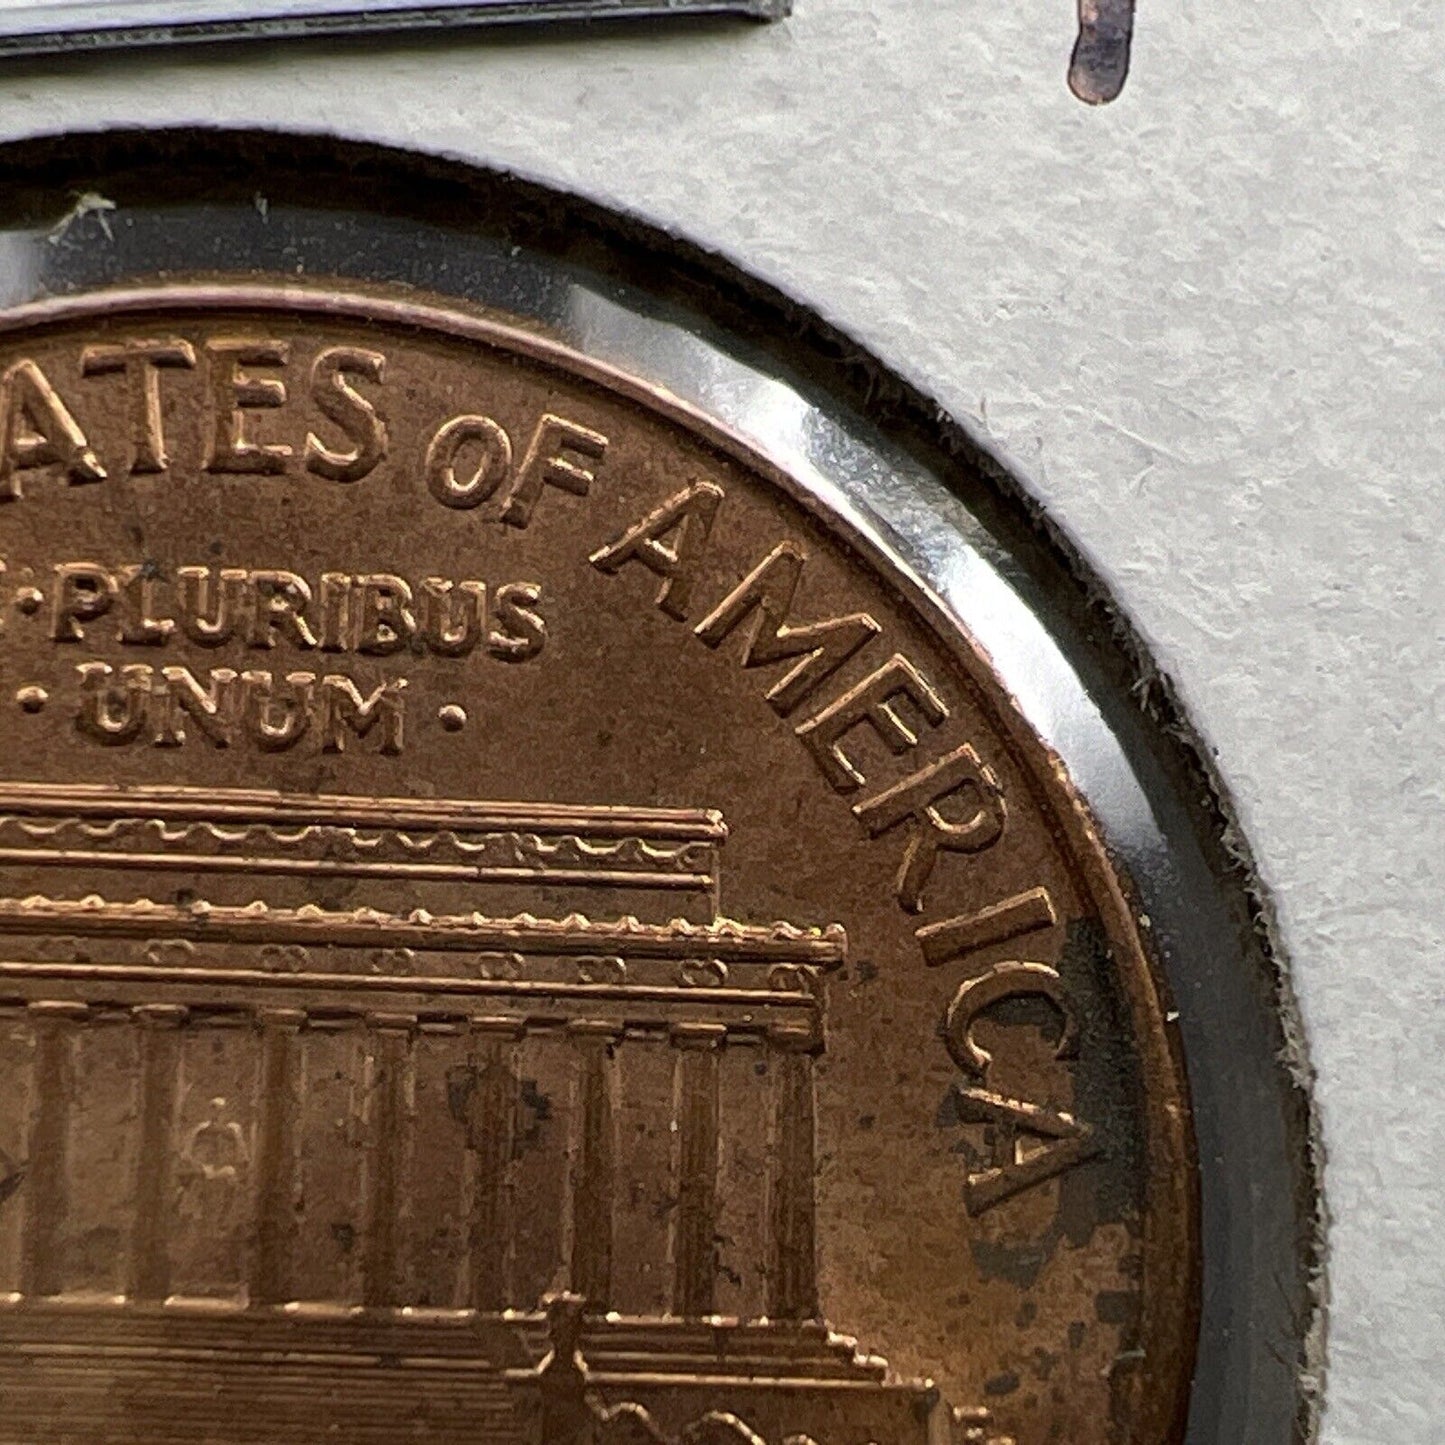 ATES OF AMERICA
· PLURIBUS
· UNUM ·